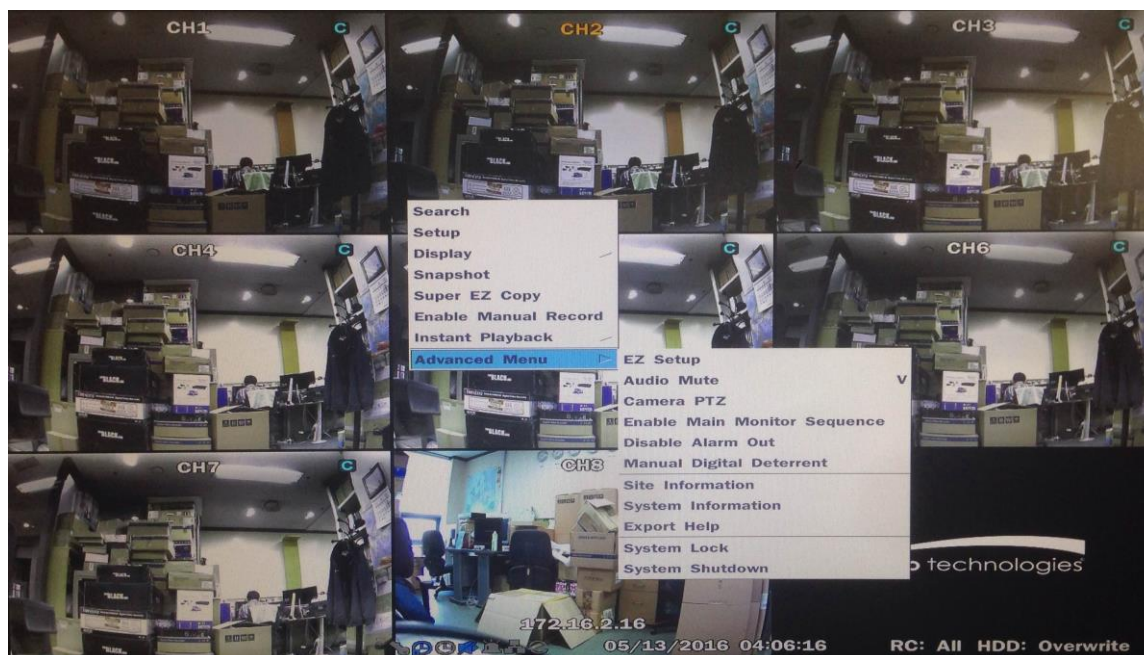 CH1 C
CH2 C
CH3 C
CH4 C
CH6 C
CH7 C
CH8
Search
Setup
Display
Snapshot
Super EZ Copy
Enable Manual Record
Instant Playback
Advanced Menu
EZ Setup
Audio Mute V
Camera PTZ
Enable Main Monitor Sequence
Disable Alarm Out
Manual Digital Deterrent
Site Information
System Information
Export Help
System Lock
System Shutdown
technologies
172.16.2.16
05/13/2016 04:06:16
RC: All HDD: Overwrite